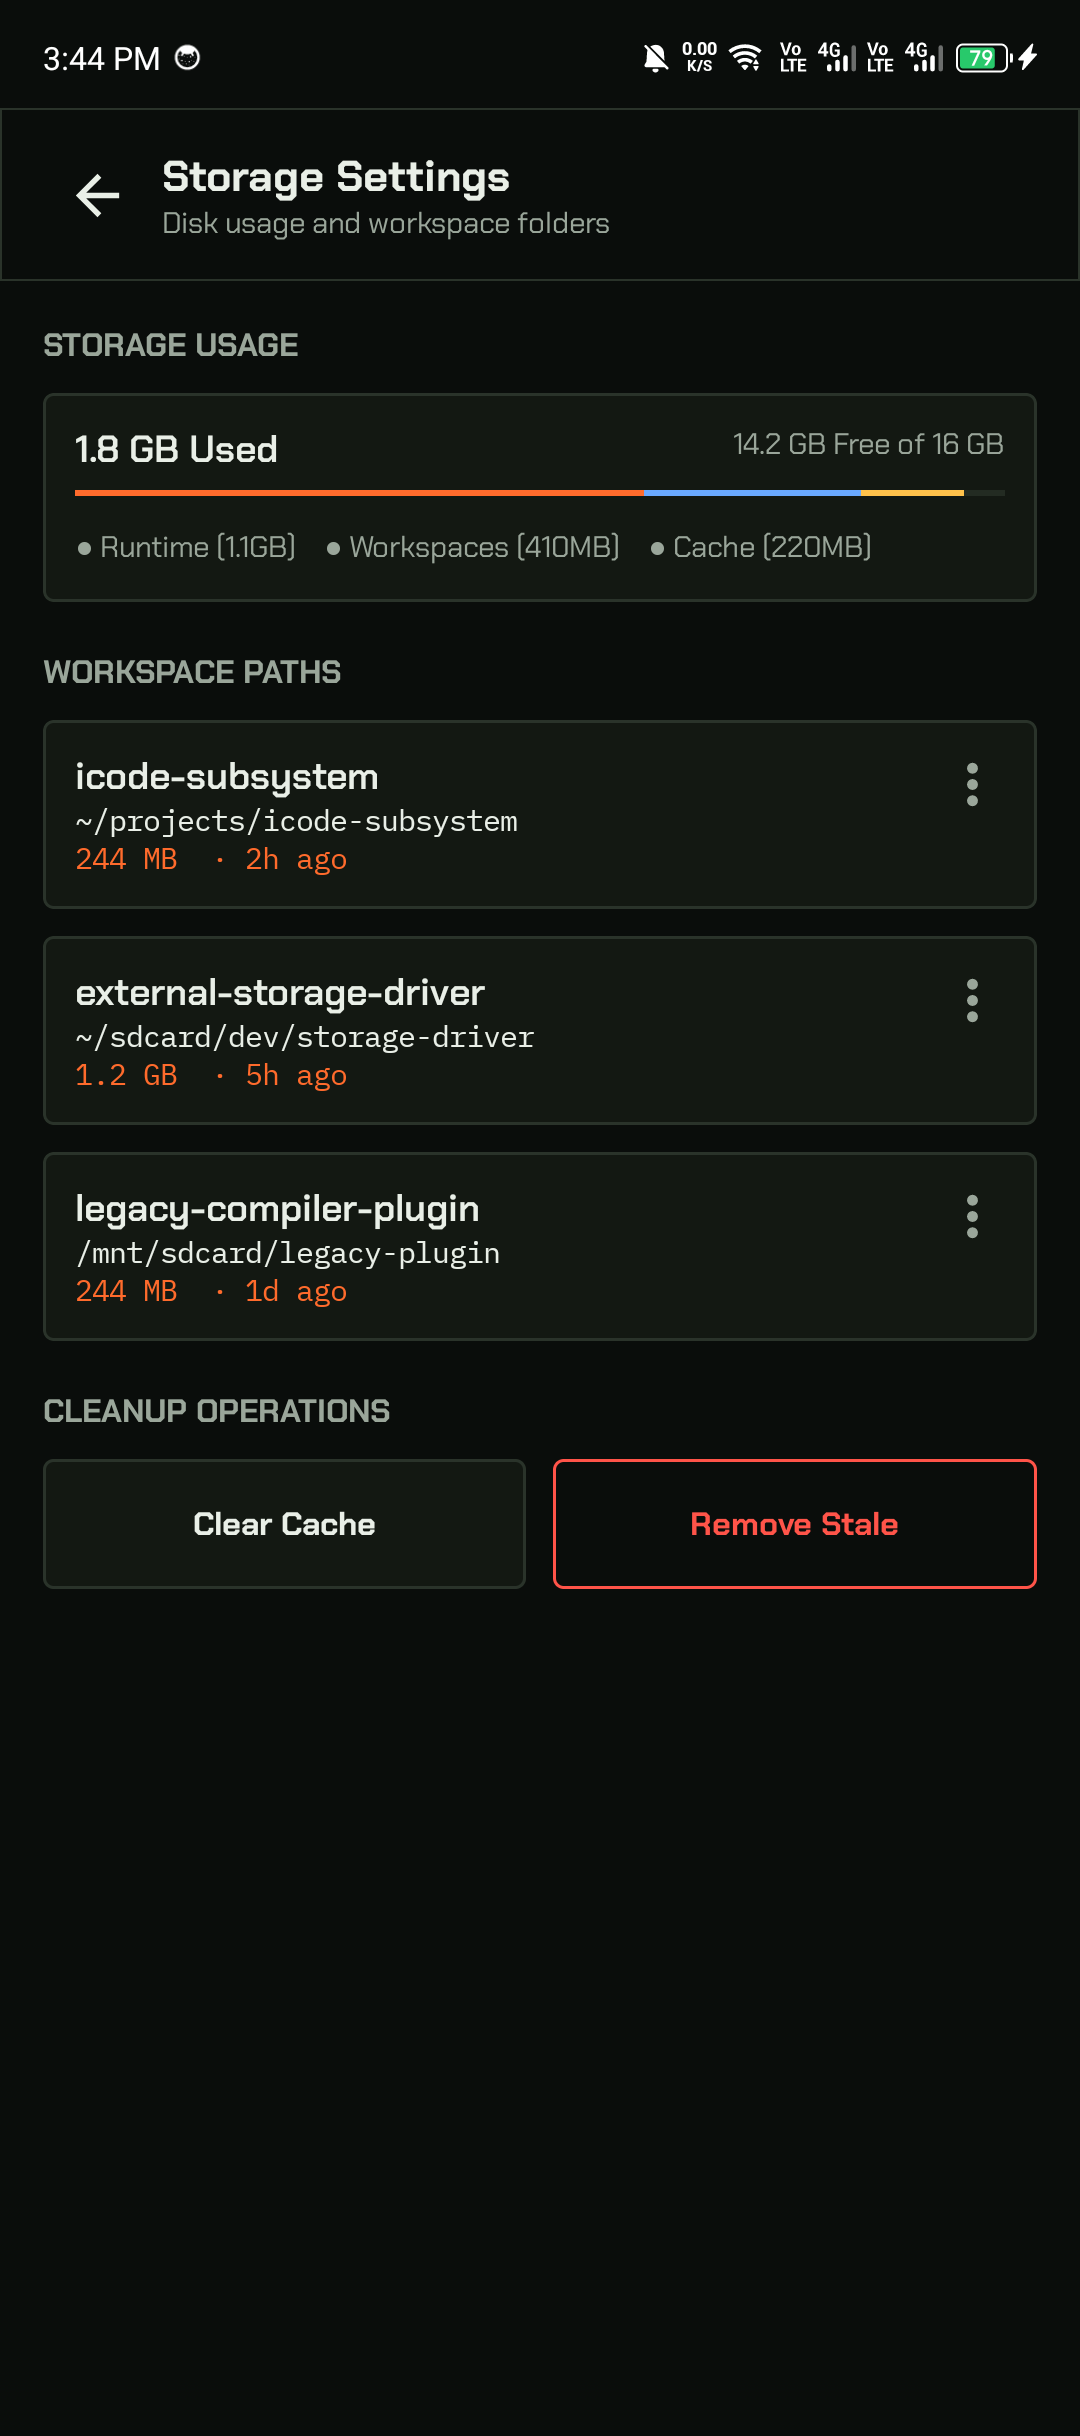 3:44 PM
0.00 K/S Vo LTE 4G Vo LTE 4G 79
Storage Settings
Disk usage and workspace folders
STORAGE USAGE
1.8 GB Used 14.2 GB Free of 16 GB
Runtime (1.1GB) Workspaces (410MB) Cache (220MB)
WORKSPACE PATHS
icode-subsystem
~/projects/icode-subsystem
244 MB · 2h ago
external-storage-driver
~/sdcard/dev/storage-driver
1.2 GB · 5h ago
legacy-compiler-plugin
/mnt/sdcard/legacy-plugin
244 MB · 1d ago
CLEANUP OPERATIONS
Clear Cache Remove Stale